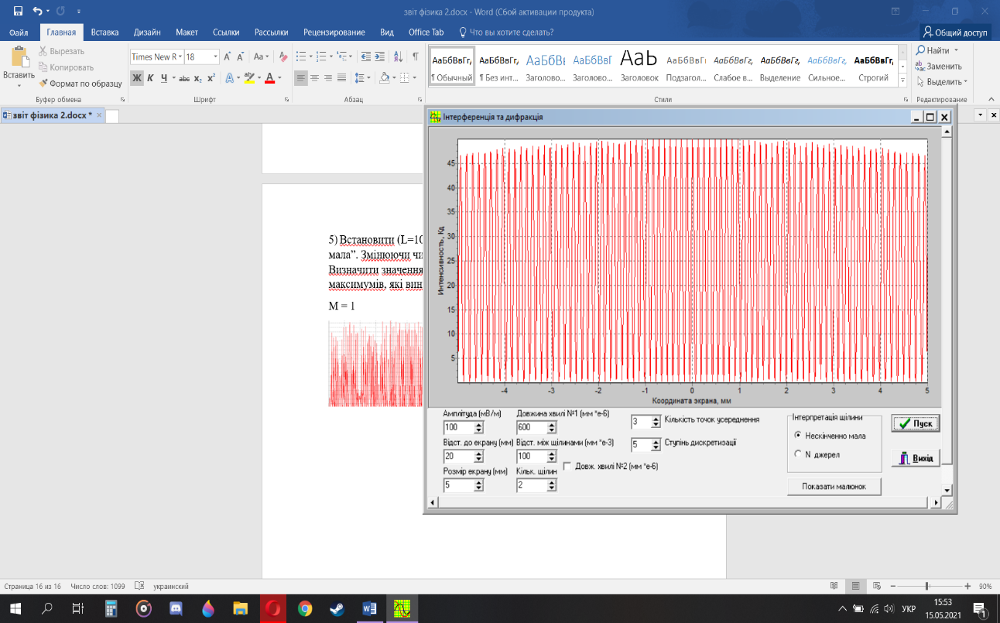 звіт фізика 2.docx - Word (Сбой активации продукта)
Файл Главная Вставка Дизайн Макет Ссылки Рассылки Рецензирование Вид Office Tab Что вы хотите сделать? Общий доступ
Вставить
Вырезать
Копировать
Формат по образцу
Буфер обмена
Times New R 18
Ж К Ч abc x₂ x²
Шрифт
Абзац
АаБбВвГг, АаБбВвГг, АаБбВı АаБбВвГ АаЬ АаБбВвГı АаБбВвГг, АаБбВвГг, АаБбВвГг, АаБбВвГг,
¶ Обычный ¶ Без инт... Заголово... Заголово... Заголовок Подзагол... Слабое в... Выделение Сильное... Строгий
Стили
Найти
Заменить
Выделить
Редактирование
звіт фізика 2.docx *
5) Встановити (L=10
мала”. Змінюючи чи
Визначити значення
максимумів, які вин
M = 1
Інтерференція та дифракція
Интенсивность, Кд
45
40
35
30
25
20
15
10
5
-4 -3 -2 -1 0 1 2 3 4 5
Координата экрана, мм
Амплітуда (мВ/м) Довжина хвилі №1 (мм *е-6)
100 600
3 Кількість точок усереднення
Відст. до екрану (мм) Відст. між щілинами (мм *е-3)
20 100
5 Ступінь дискретизації
Розмір екрану (мм) Кільк. щілин
5 2
Довж. хвилі №2 (мм *е-6)
Інтерпретація щілини
Нескінченно мала
N джерел
Показати малюнок
Пуск
Вихід
Страница 16 из 16 Число слов: 1099 украинский 90%
УКР
15:53
15.05.2021
1